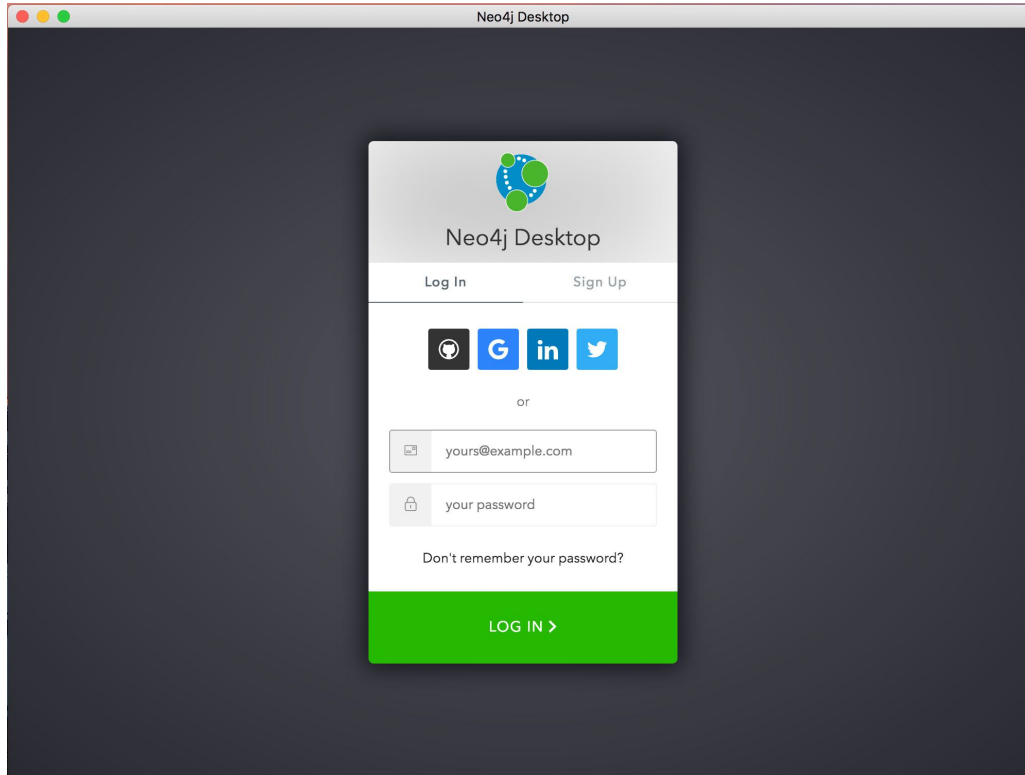 Neo4j Desktop
Neo4j Desktop
Log In Sign Up
G in
or
yours@example.com
your password
Don't remember your password?
LOG IN >